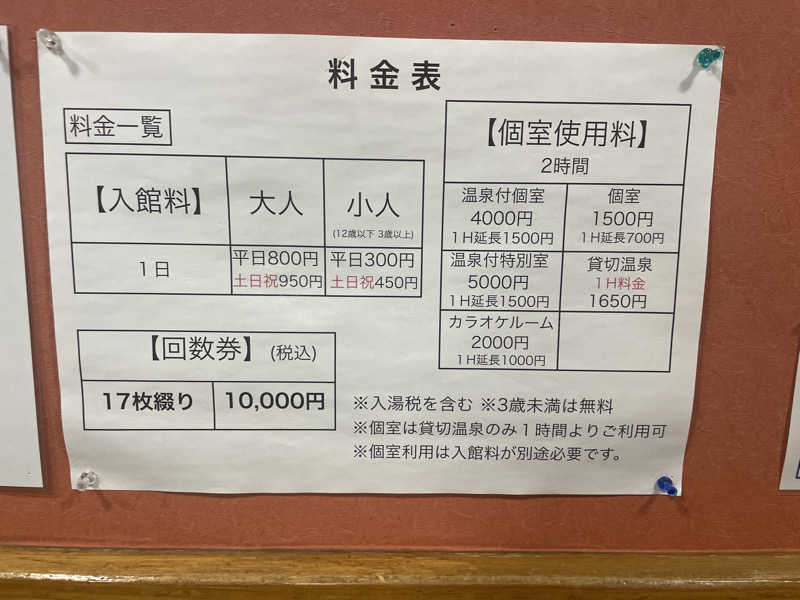 料金表
料金一覧
【入館料】 大人 小人
(12歳以下 3歳以上)
1日 平日800円 平日300円
土日祝950円 土日祝450円
【個室使用料】
2時間
温泉付個室 個室
4000円 1500円
1H延長1500円 1H延長700円
温泉付特別室 貸切温泉
5000円 1H料金
1H延長1500円 1650円
カラオケルーム
2000円
1H延長1000円
【回数券】(税込)
17枚綴り 10,000円
※入湯税を含む ※3歳未満は無料
※個室は貸切温泉のみ1時間よりご利用可
※個室利用は入館料が別途必要です。